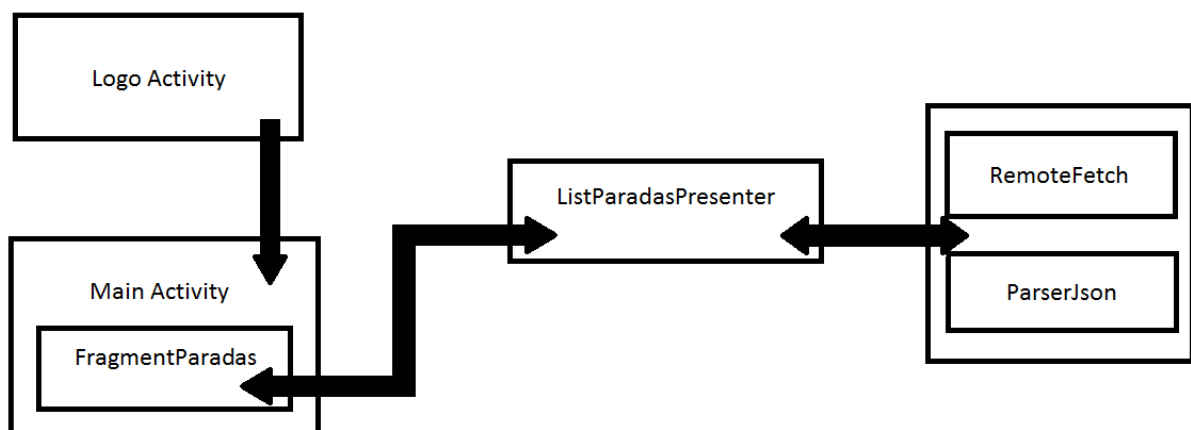 Logo Activity
Main Activity
FragmentParadas
ListParadasPresenter
RemoteFetch
ParserJson